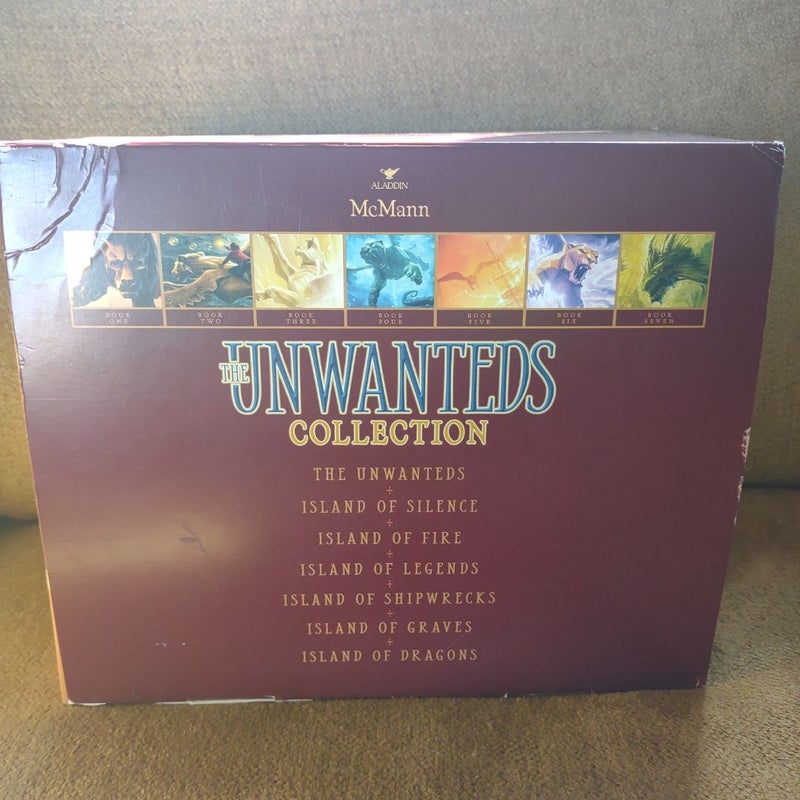 ALADDIN
McMann
BOOK ONE
BOOK TWO
BOOK THREE
BOOK FOUR
BOOK FIVE
BOOK SIX
BOOK SEVEN
THE UNWANTEDS
COLLECTION
THE UNWANTEDS
+
ISLAND OF SILENCE
+
ISLAND OF FIRE
+
ISLAND OF LEGENDS
+
ISLAND OF SHIPWRECKS
+
ISLAND OF GRAVES
+
ISLAND OF DRAGONS